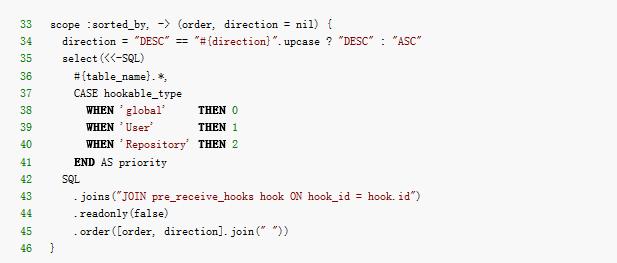 33 scope :sorted_by, -> (order, direction = nil) {
34   direction = "DESC" == "#{direction}".upcase ? "DESC" : "ASC"
35   select(<<-SQL)
36     #{table_name}.*,
37     CASE hookable_type
38       WHEN 'global'     THEN 0
39       WHEN 'User'       THEN 1
40       WHEN 'Repository' THEN 2
41     END AS priority
42   SQL
43     .joins("JOIN pre_receive_hooks hook ON hook_id = hook.id")
44     .readonly(false)
45     .order([order, direction].join(" "))
46 }